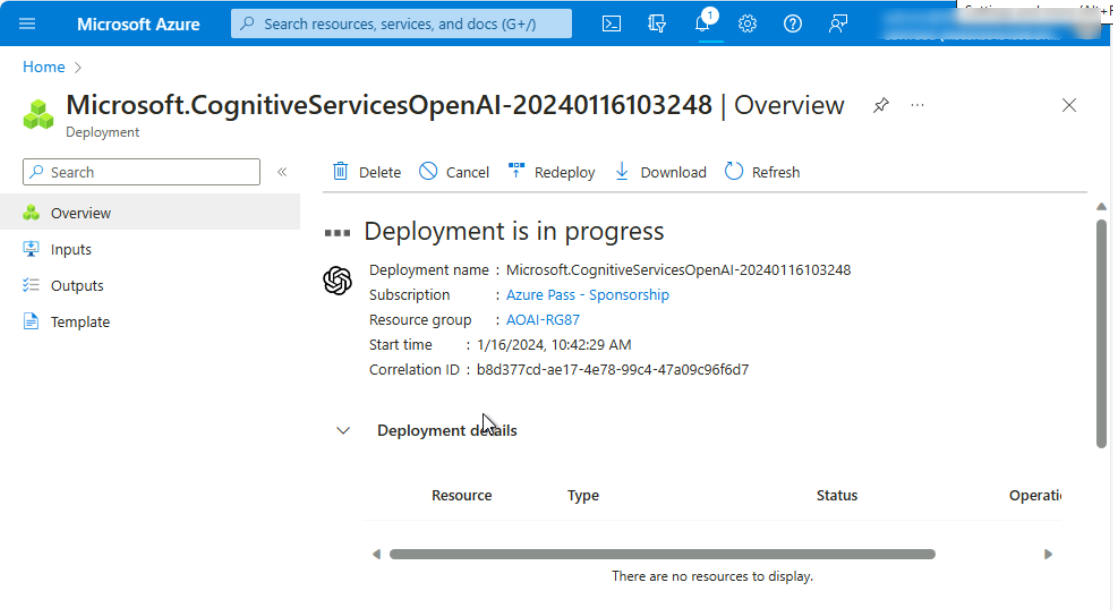 Microsoft Azure
Search resources, services, and docs (G+/)
1
Home
Microsoft.CognitiveServicesOpenAI-20240116103248 | Overview
Deployment
Search
Delete
Cancel
Redeploy
Download
Refresh
Overview
Inputs
Outputs
Template
Deployment is in progress
Deployment name : Microsoft.CognitiveServicesOpenAI-20240116103248
Subscription : Azure Pass - Sponsorship
Resource group : AOAI-RG87
Start time : 1/16/2024, 10:42:29 AM
Correlation ID : b8d377cd-ae17-4e78-99c4-47a09c96f6d7
Deployment details
Resource Type Status Operati
There are no resources to display.